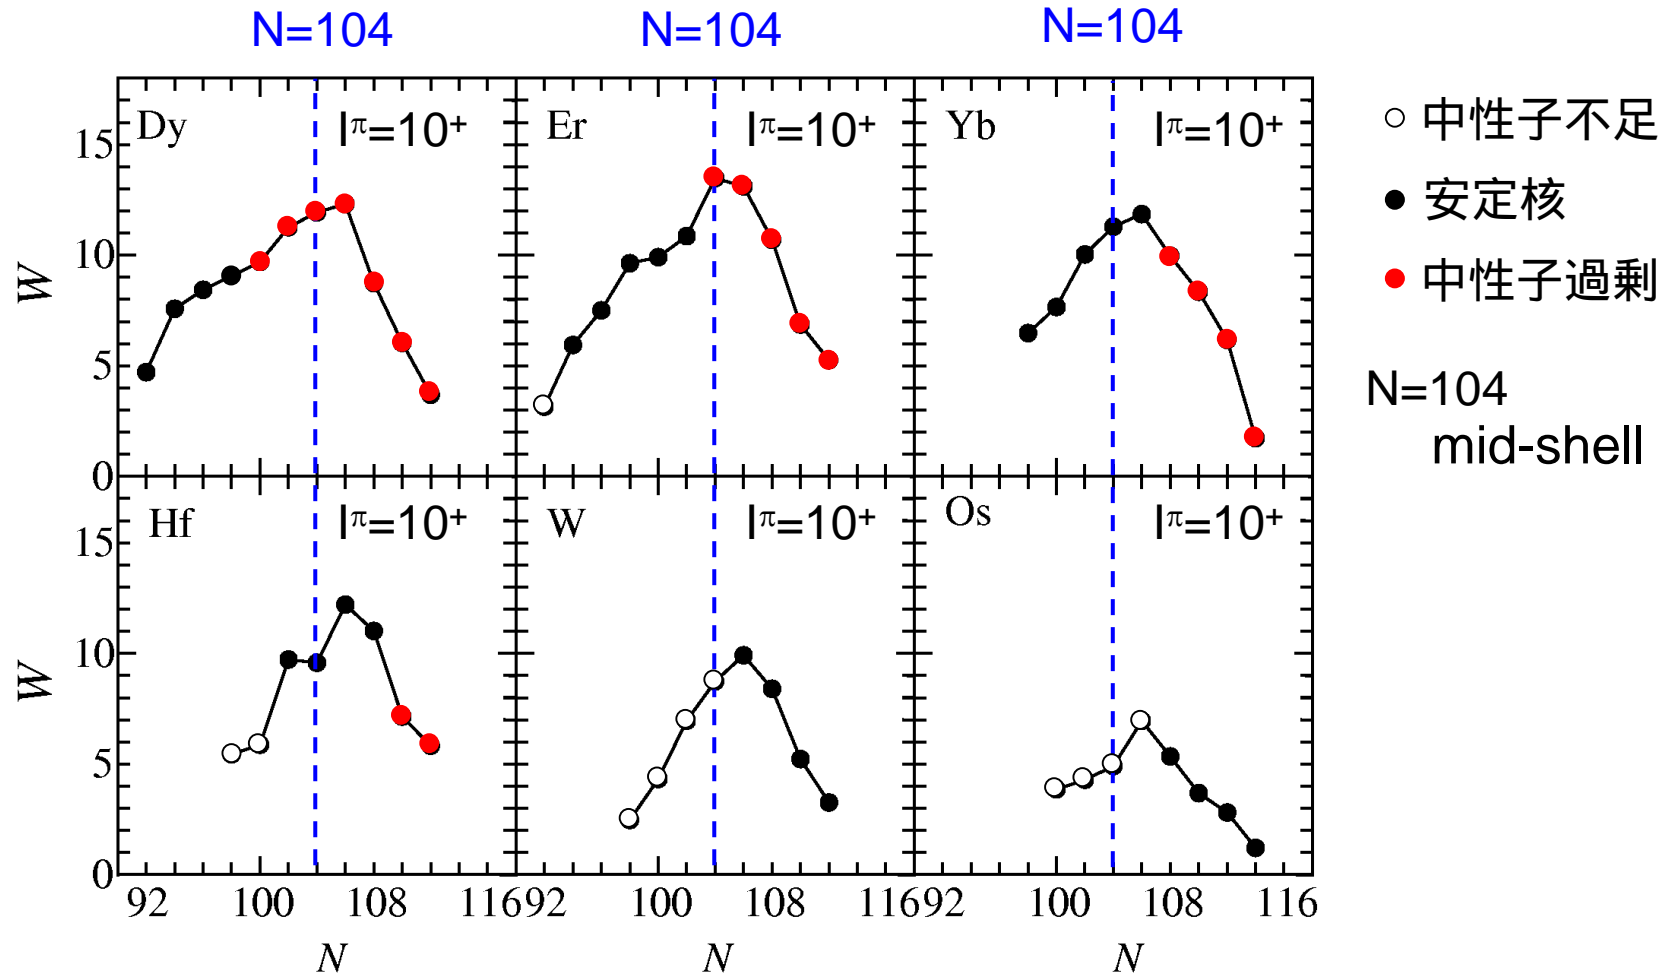 N=104 N=104 N=104
Dy Iπ=10+ Er Iπ=10+ Yb Iπ=10+
15
10
5
0
W
中性子不足
安定核
中性子過剰
N=104
mid-shell
Hf Iπ=10+ W Iπ=10+ Os Iπ=10+
15
10
5
0
W
92 100 108 116 92 100 108 116 92 100 108 116
N N N